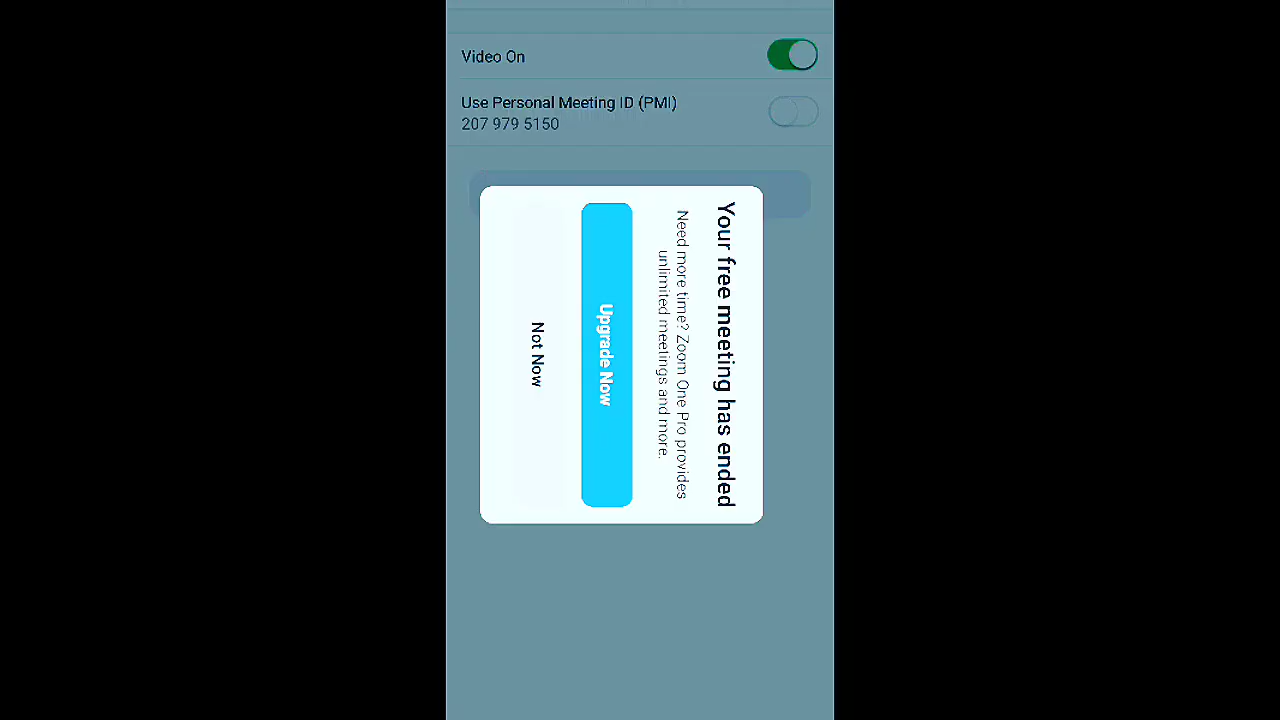 Video On
Use Personal Meeting ID (PMI)
207 979 5150
Your free meeting has ended
Need more time? Zoom One Pro provides
unlimited meetings and more.
Upgrade Now
Not Now